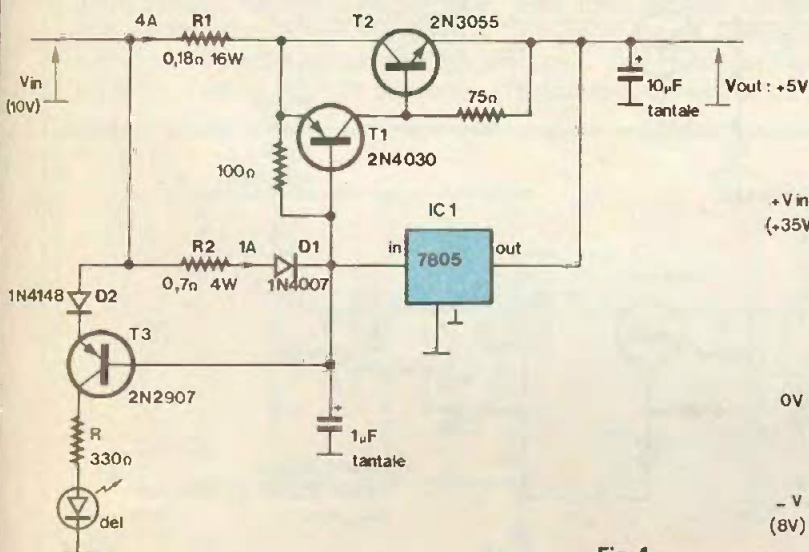 4A
R1
0,18Ω 16W
T2
2N3055
Vin
(10V)
+
10µF
tantale
Vout : +5V
75Ω
T1
2N4030
100Ω
IC1
in
7805
out
+Vin
(+35V
R2
1A
D1
0,7Ω 4W
1N4007
1N4148
D2
T3
2N2907
+
1µF
tantale
R
330Ω
del
0V
_ V
(8V)